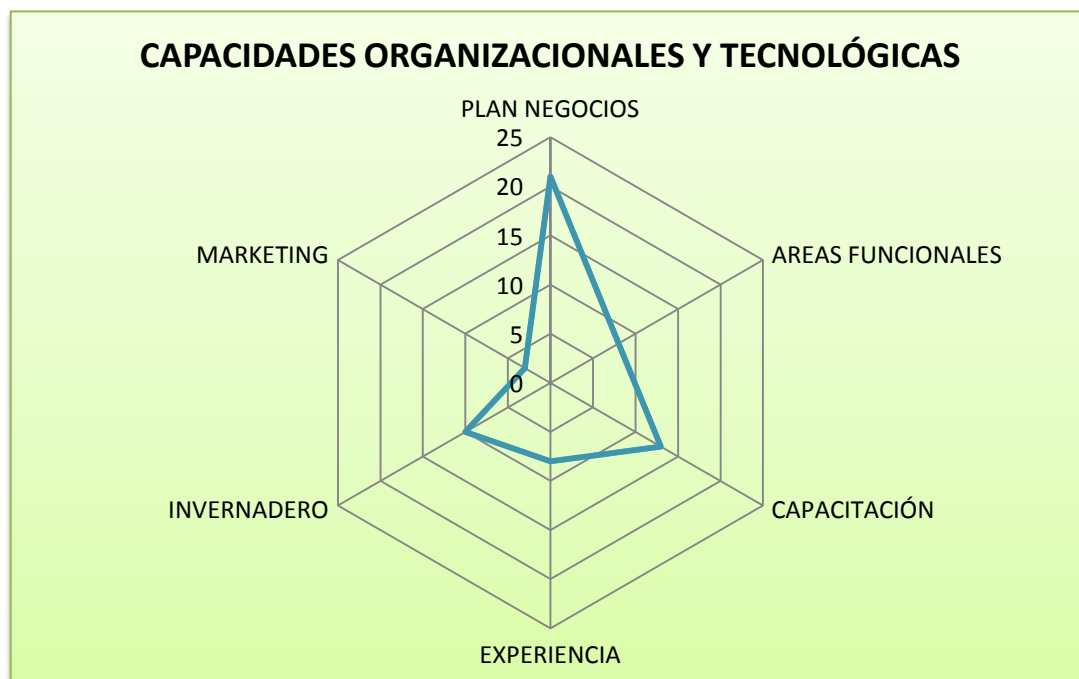 CAPACIDADES ORGANIZACIONALES Y TECNOLÓGICAS
PLAN NEGOCIOS
25
20
15
10
5
0
MARKETING
AREAS FUNCIONALES
INVERNADERO
CAPACITACIÓN
EXPERIENCIA